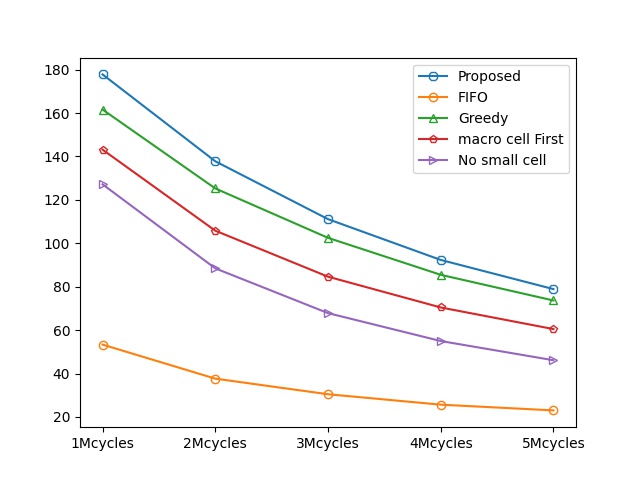 180
160
140
120
100
80
60
40
20
1Mcycles 2Mcycles 3Mcycles 4Mcycles 5Mcycles
Proposed
FIFO
Greedy
macro cell First
No small cell